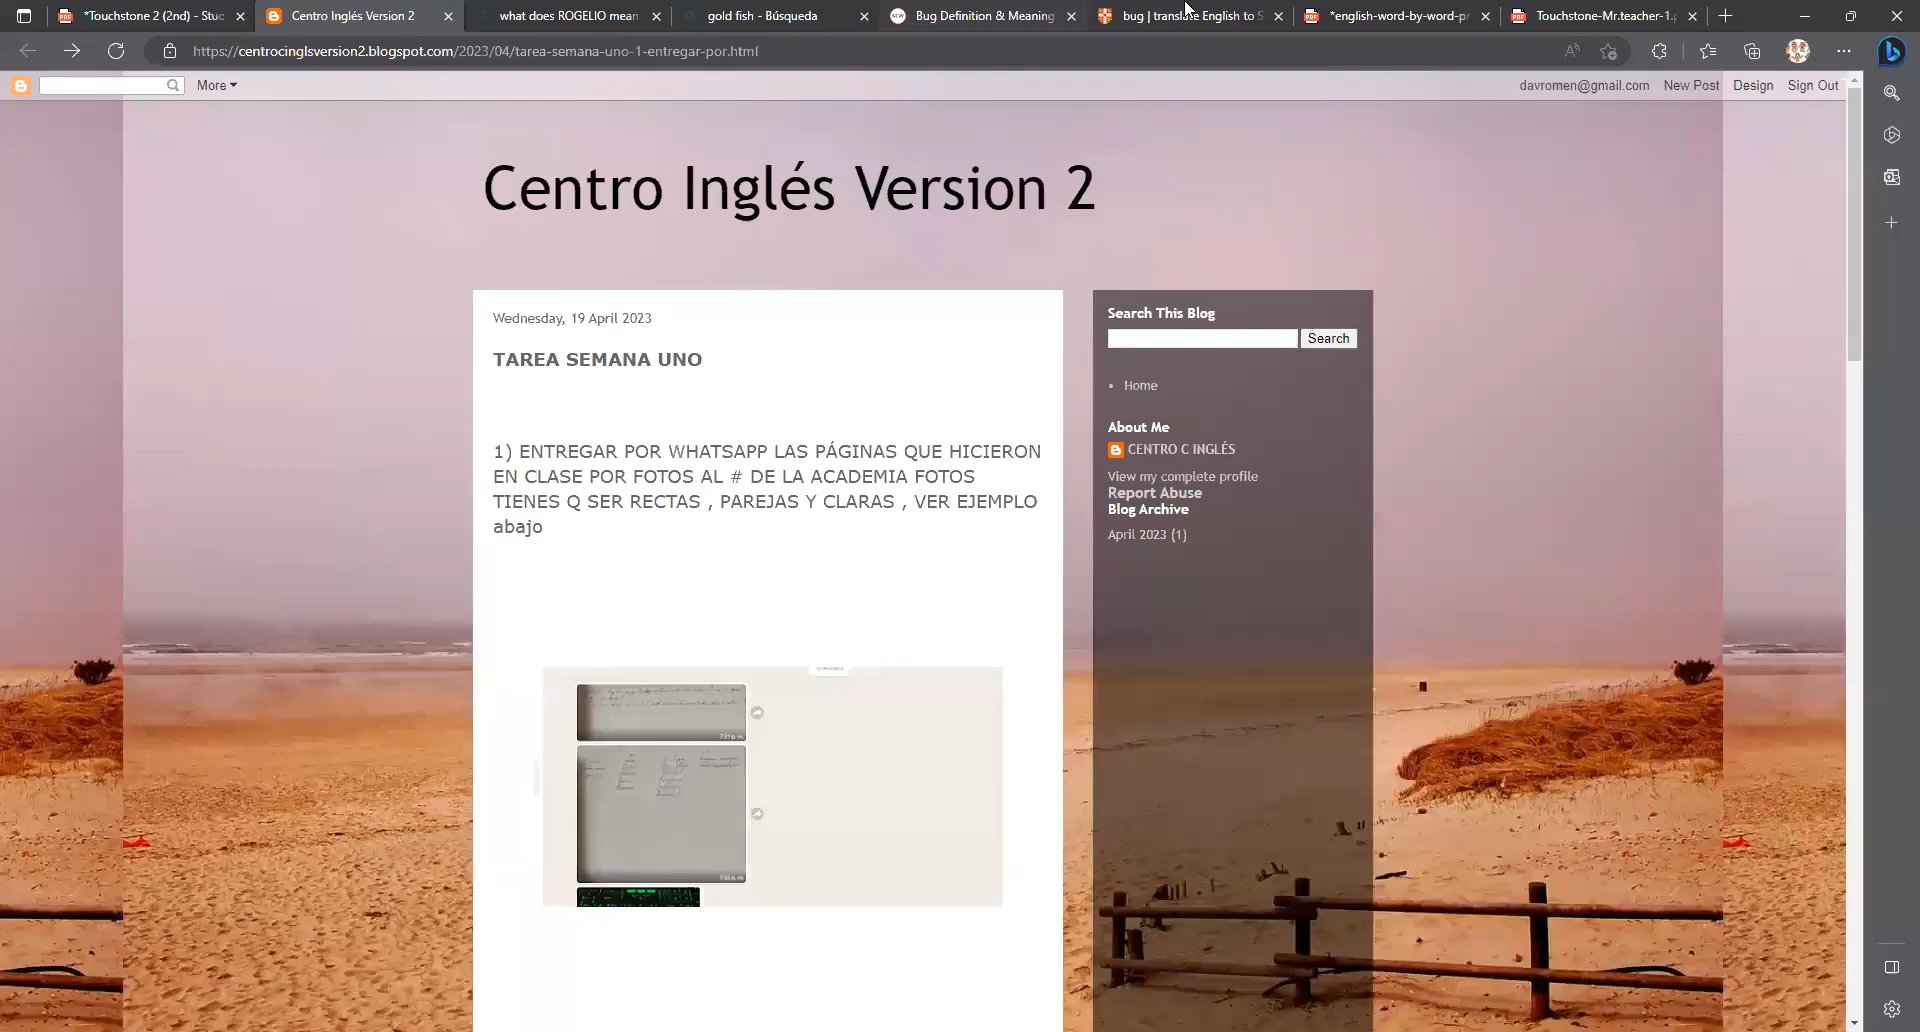 *Touchstone 2 (2nd) - Stuc
Centro Inglés Version 2
what does ROGELIO mean
gold fish - Búsqueda
Bug Definition & Meaning
bug | translate English to S
*english-word-by-word-pr
Touchstone-Mr.teacher-1.p
https://centrocinglsversion2.blogspot.com/2023/04/tarea-semana-uno-1-entregar-por.html
More
davromen@gmail.com New Post Design Sign Out
Centro Inglés Version 2
Wednesday, 19 April 2023
TAREA SEMANA UNO
1) ENTREGAR POR WHATSAPP LAS PÁGINAS QUE HICIERON
EN CLASE POR FOTOS AL # DE LA ACADEMIA FOTOS
TIENES Q SER RECTAS , PAREJAS Y CLARAS , VER EJEMPLO
abajo
7:51 p. m.
Search This Blog
Search
Home
About Me
CENTRO C INGLÉS
View my complete profile
Report Abuse
Blog Archive
April 2023 (1)